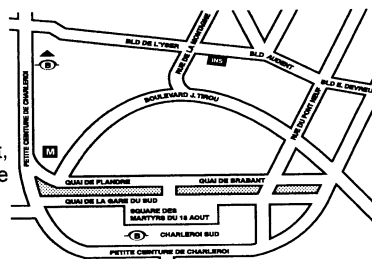 BLD DE L'YSER
RUE DE LA MONTAGNE
INS
BLD AUDENT
BLD E. DEVREU
PETITE CEINTURE DE CHARLEROI
B
BOULEVARD J. TIROU
RUE DU PONT NEUF
M
QUAI DE FLANDRE
QUAI DE BRABANT
QUAI DE LA GARE DU SUD
SQUARE DES
MARTYRS DU 18 AOUT
B CHARLEROI SUD
PETITE CEINTURE DE CHARLEROI